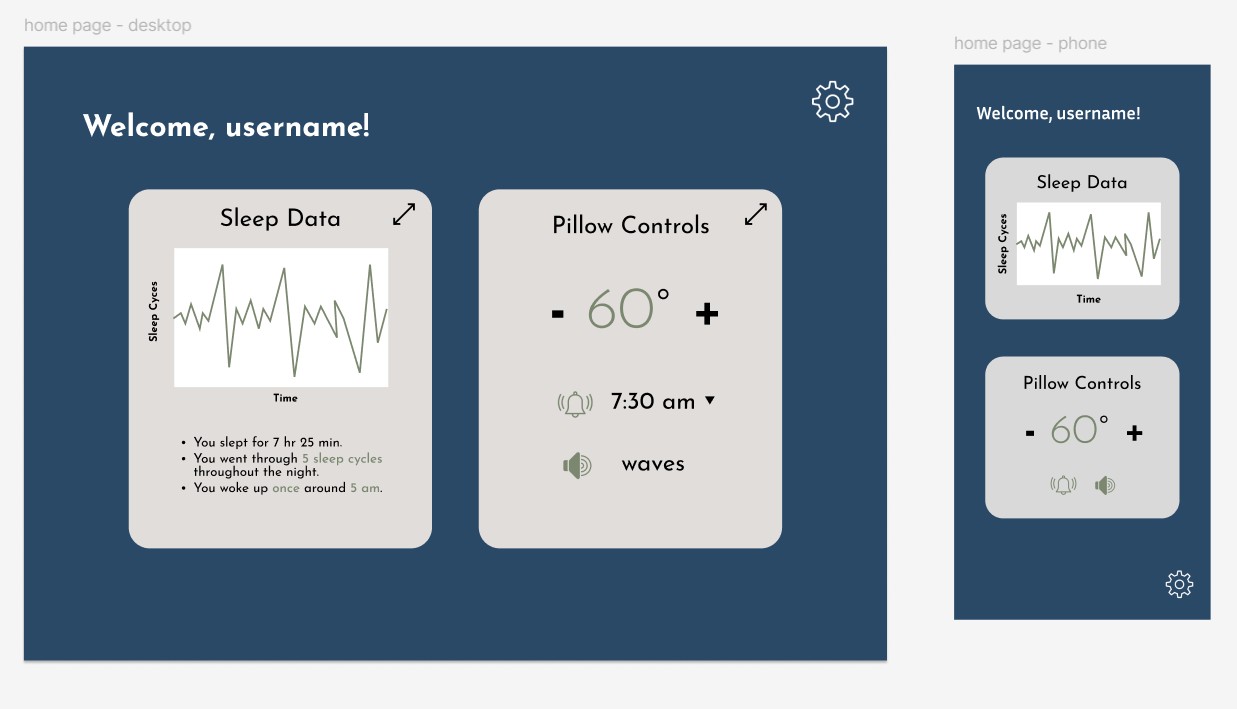 home page - desktop
Welcome, username!
Sleep Data
Sleep Cyces
Time
• You slept for 7 hr 25 min.
• You went through 5 sleep cycles
throughout the night.
• You woke up once around 5 am.
Pillow Controls
- 60° +
7:30 am ▼
waves
home page - phone
Welcome, username!
Sleep Data
Sleep Cyces
Time
Pillow Controls
- 60° +